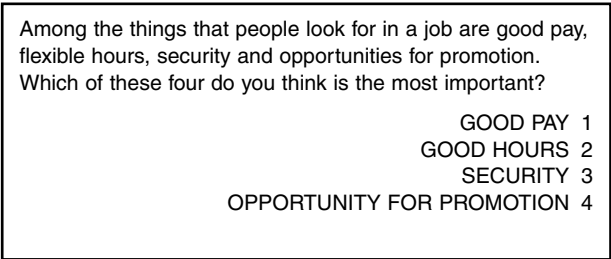 Among the things that people look for in a job are good pay,
flexible hours, security and opportunities for promotion.
Which of these four do you think is the most important?
GOOD PAY 1
GOOD HOURS 2
SECURITY 3
OPPORTUNITY FOR PROMOTION 4